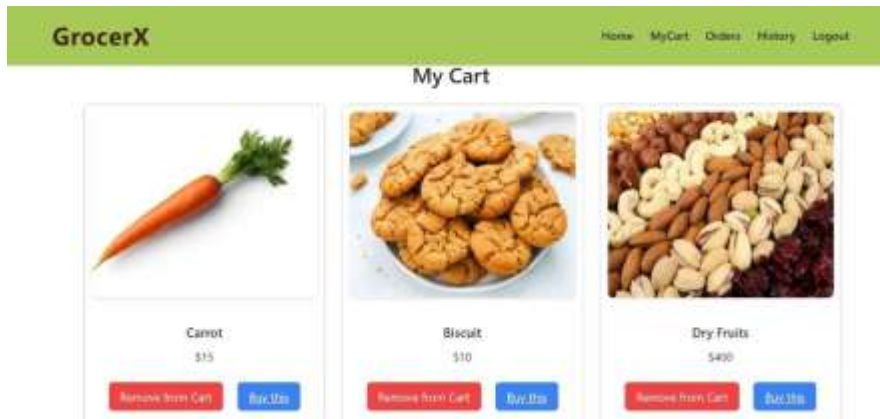 GrocerX
Home MyCart Orders History Logout
My Cart
Carrot
$15
Remove from Cart Buy this
Biscuit
$10
Remove from Cart Buy this
Dry Fruits
$400
Remove from Cart Buy this